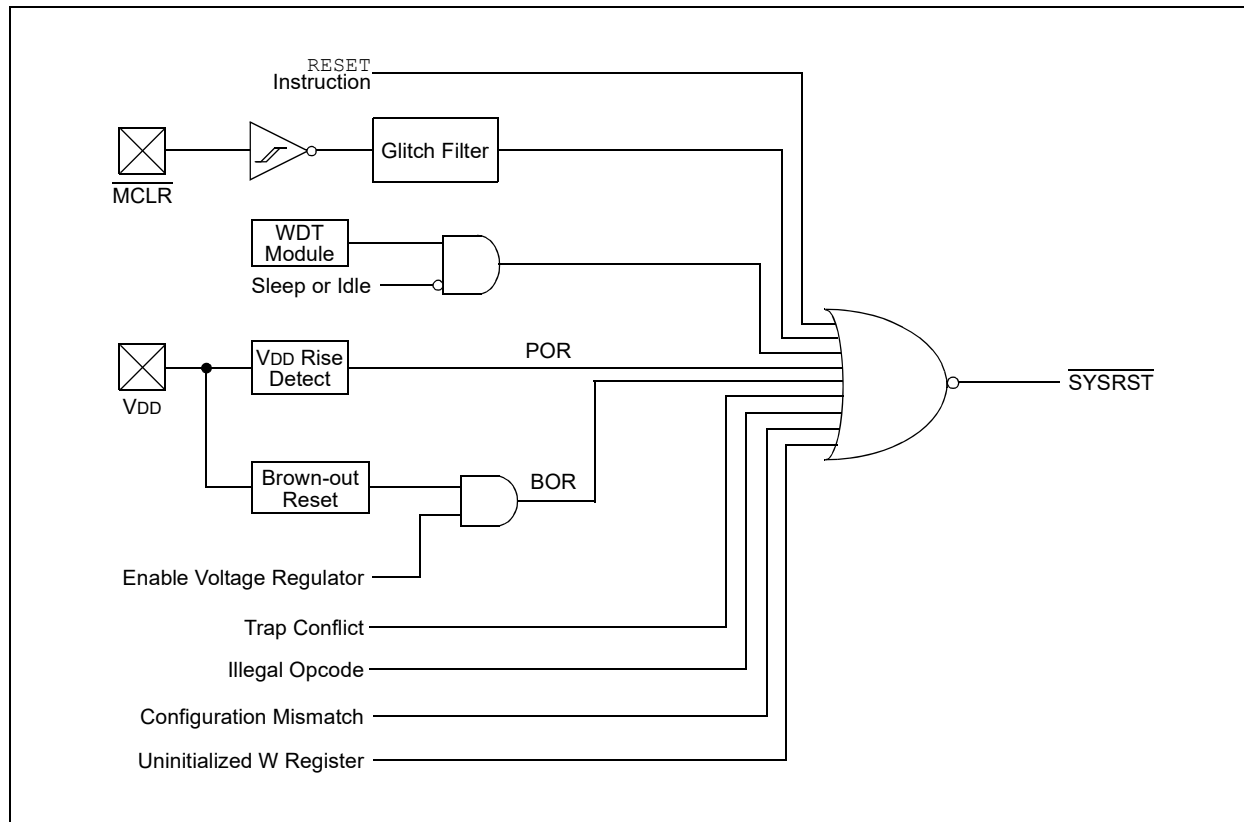 RESET
Instruction
Glitch Filter
MCLR
WDT
Module
Sleep or Idle
VDD Rise
Detect
POR
VDD
SYSRST
Brown-out
Reset
BOR
Enable Voltage Regulator
Trap Conflict
Illegal Opcode
Configuration Mismatch
Uninitialized W Register